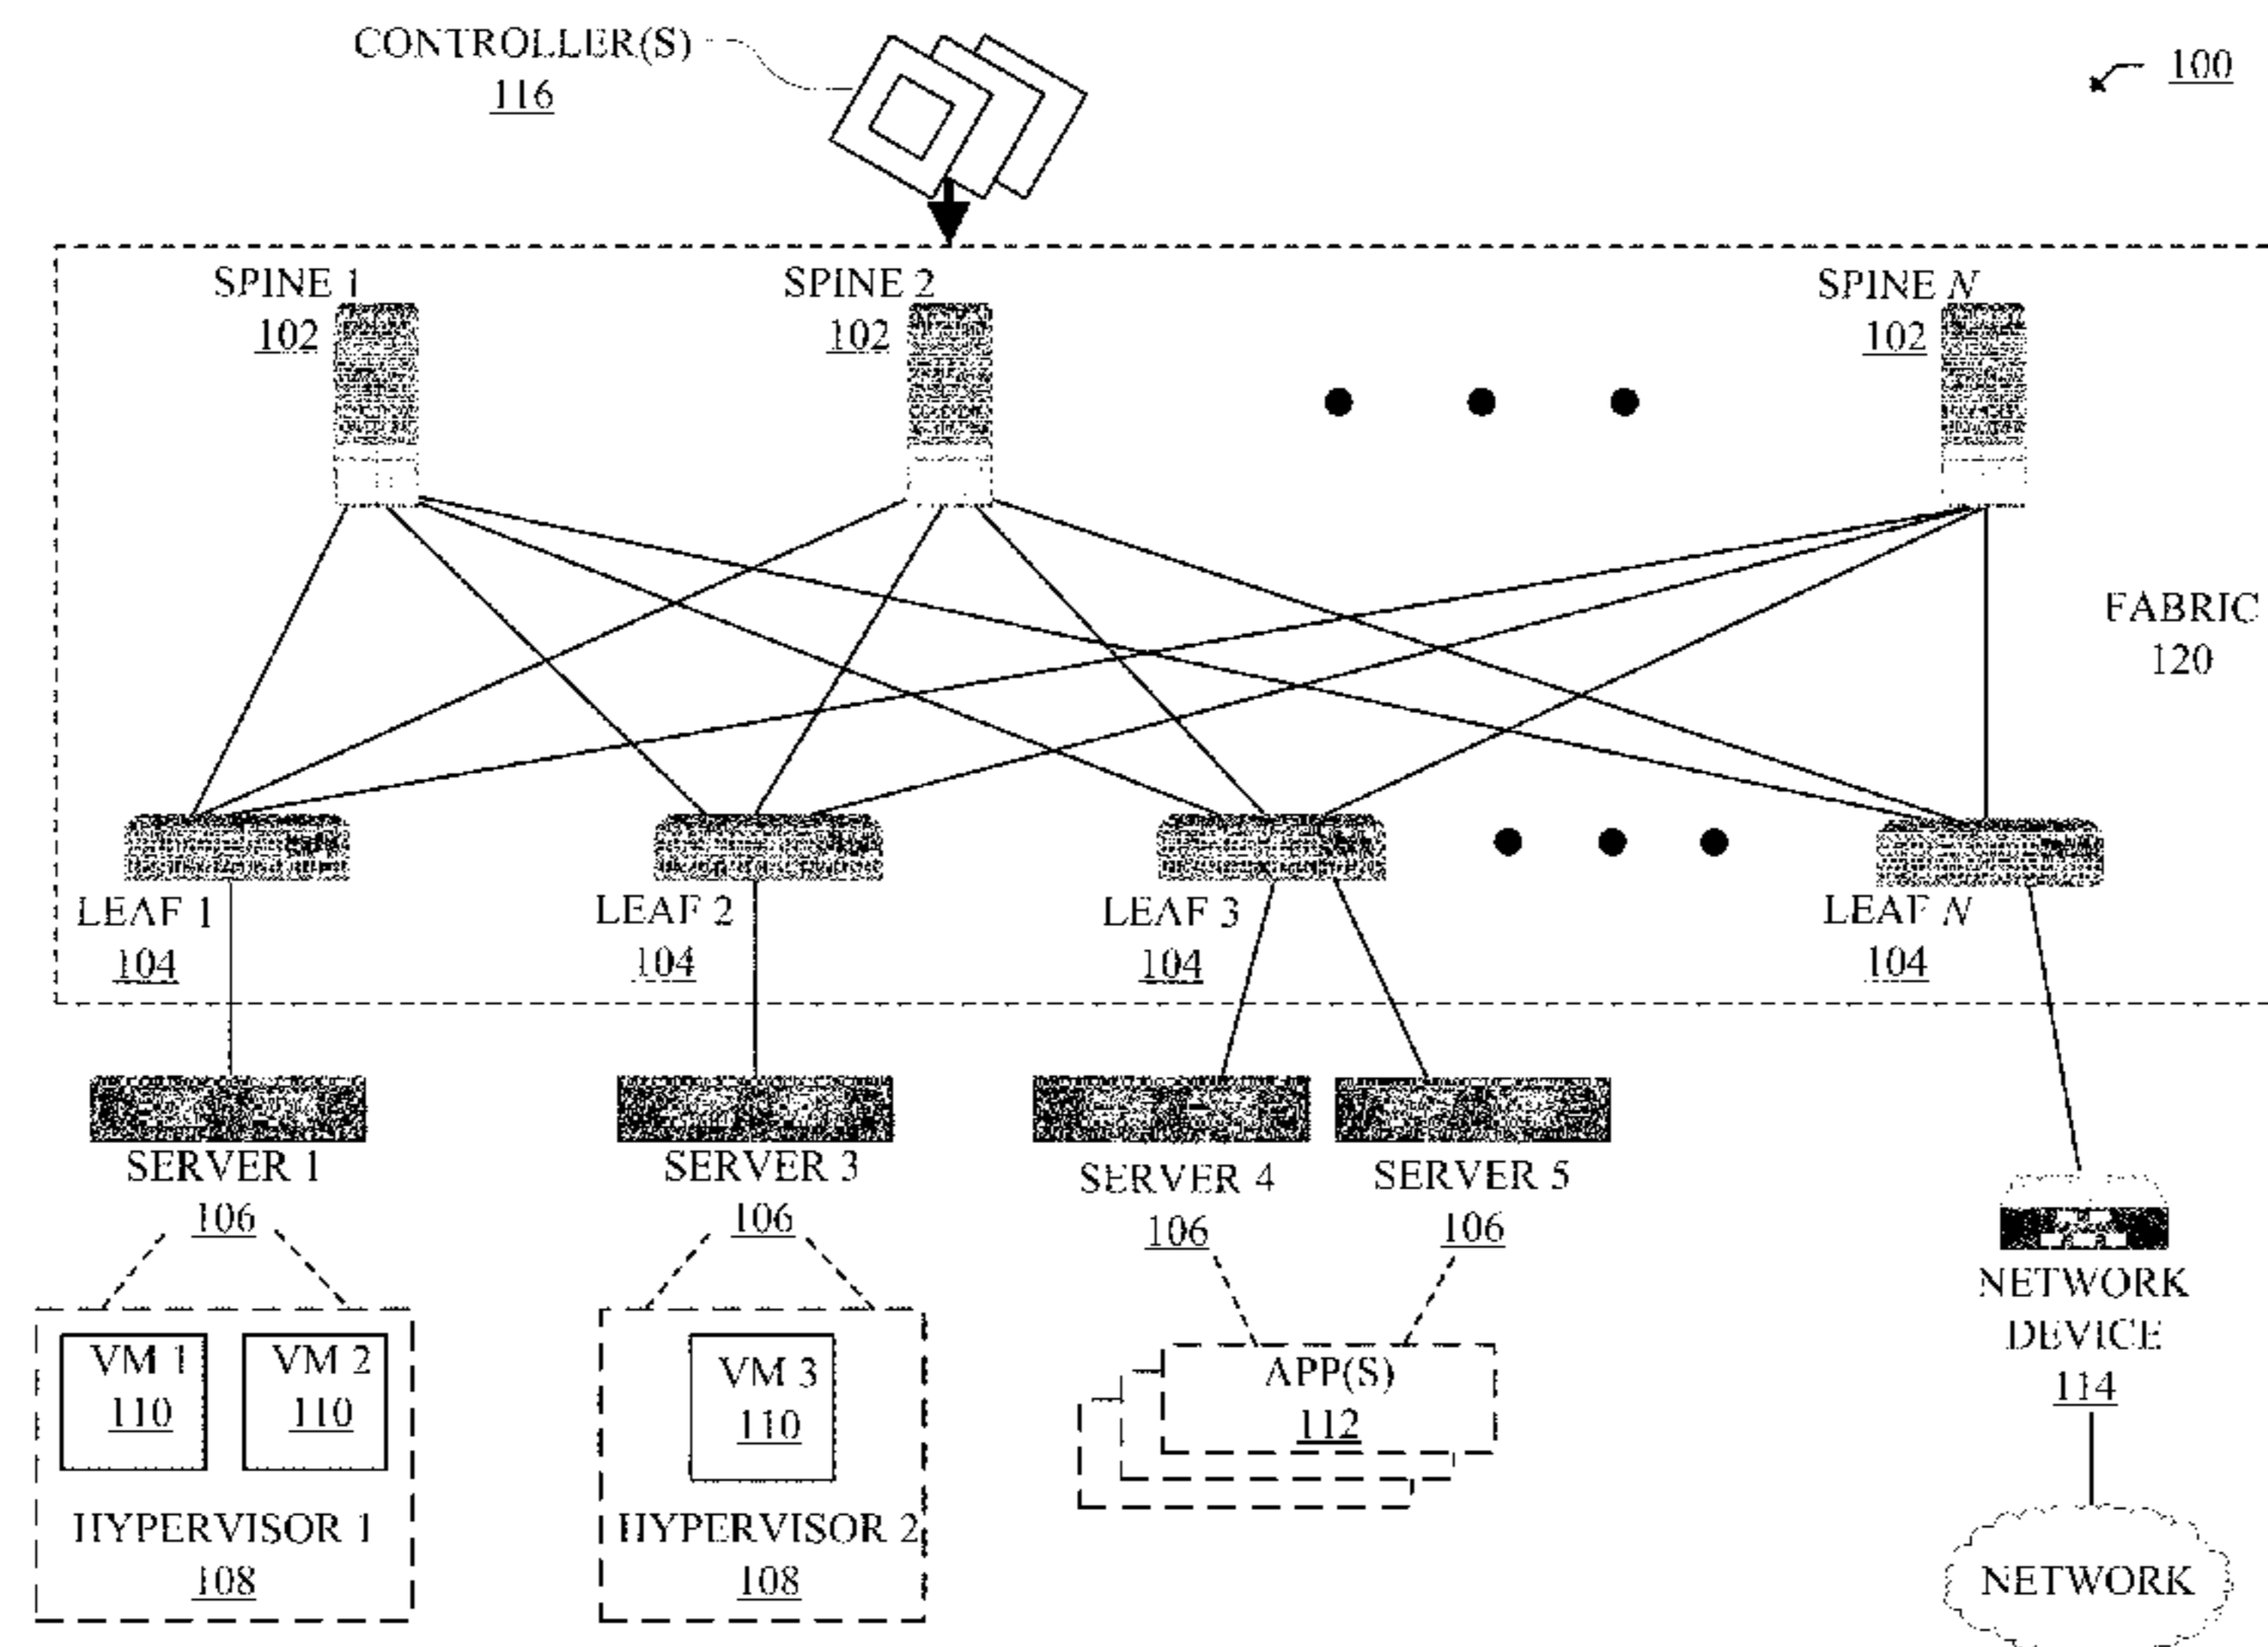 CONTROLLER(S)
116
100
SPINE 1
102
SPINE 2
102
SPINE N
102
FABRIC
120
LEAF 1
104
LEAF 2
104
LEAF 3
104
LEAF N
104
SERVER 1
106
SERVER 3
106
SERVER 4
106
SERVER 5
106
VM 1
110
VM 2
110
HYPERVISOR 1
108
VM 3
110
HYPERVISOR 2
108
APP(S)
112
NETWORK
DEVICE
114
NETWORK